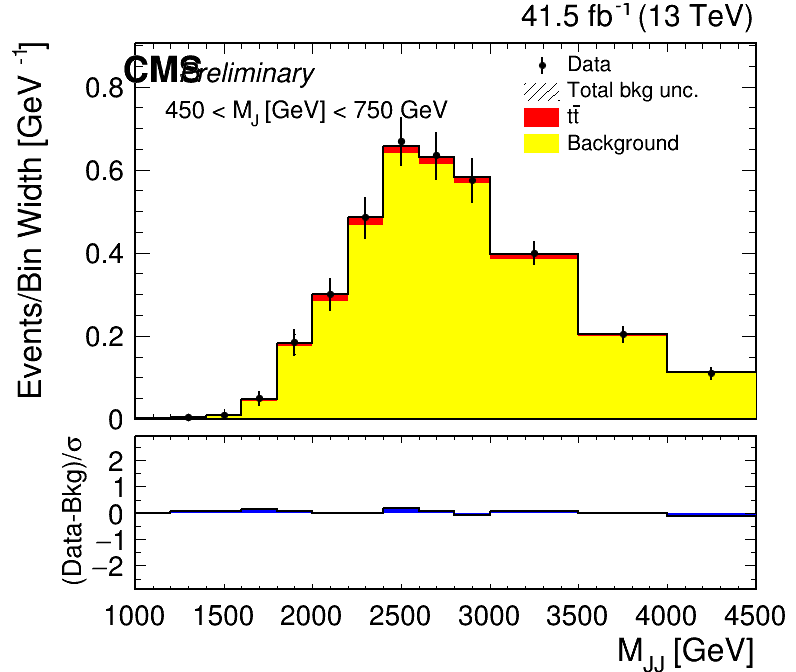 41.5 fb⁻¹ (13 TeV)
CMS Preliminary
450 < M_J [GeV] < 750 GeV
Data
Total bkg unc.
tt̄
Background
Events/Bin Width [GeV⁻¹]
0.8
0.6
0.4
0.2
0
(Data-Bkg)/σ
2
1
0
−1
−2
1000 1500 2000 2500 3000 3500 4000 4500
M_JJ [GeV]